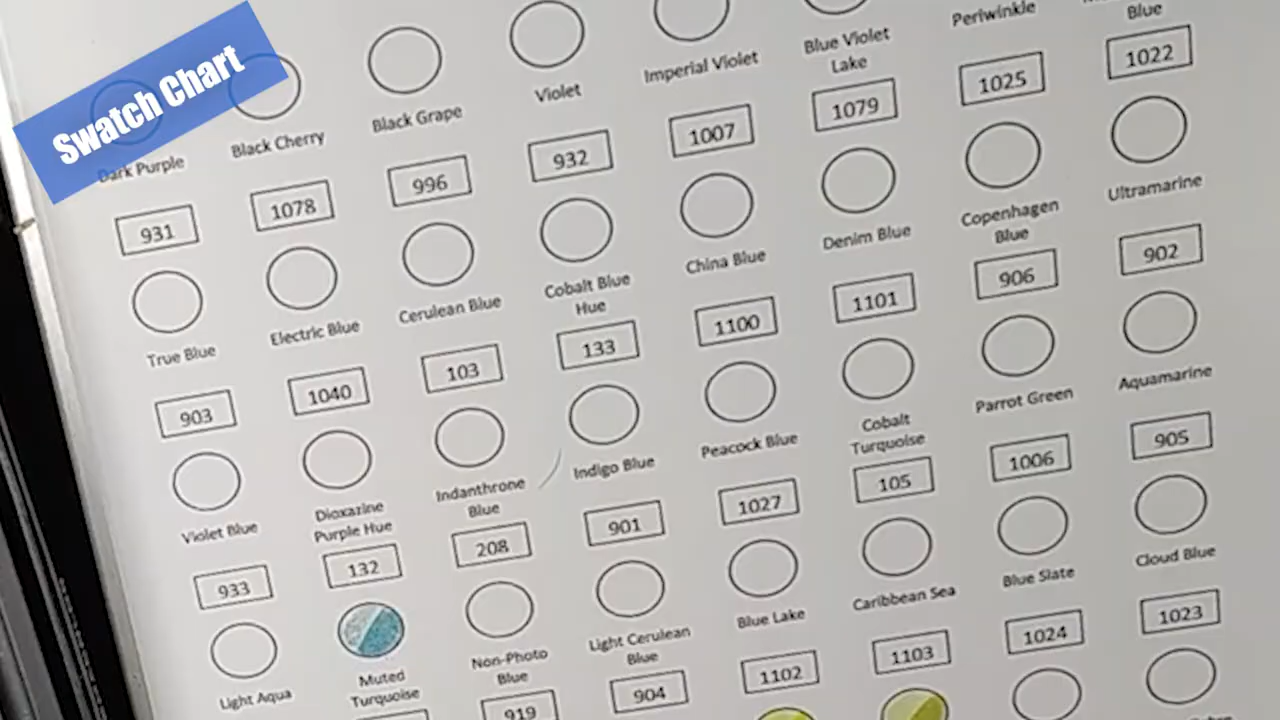 Swatch Chart
Dark Purple
Black Cherry
Black Grape
Violet
Imperial Violet
Blue Violet
Lake
Periwinkle
Blue
931
1078
996
932
1007
1079
1025
1022
True Blue
Electric Blue
Cerulean Blue
Cobalt Blue
Hue
China Blue
Denim Blue
Copenhagen
Blue
Ultramarine
903
1040
103
133
1100
1101
906
902
Violet Blue
Dioxazine
Purple Hue
Indanthrone
Blue
Indigo Blue
Peacock Blue
Cobalt
Turquoise
Parrot Green
Aquamarine
933
132
208
901
1027
105
1006
905
Light Aqua
Muted
Turquoise
Non-Photo
Blue
Light Cerulean
Blue
Blue Lake
Caribbean Sea
Blue Slate
Cloud Blue
919
904
1102
1103
1024
1023